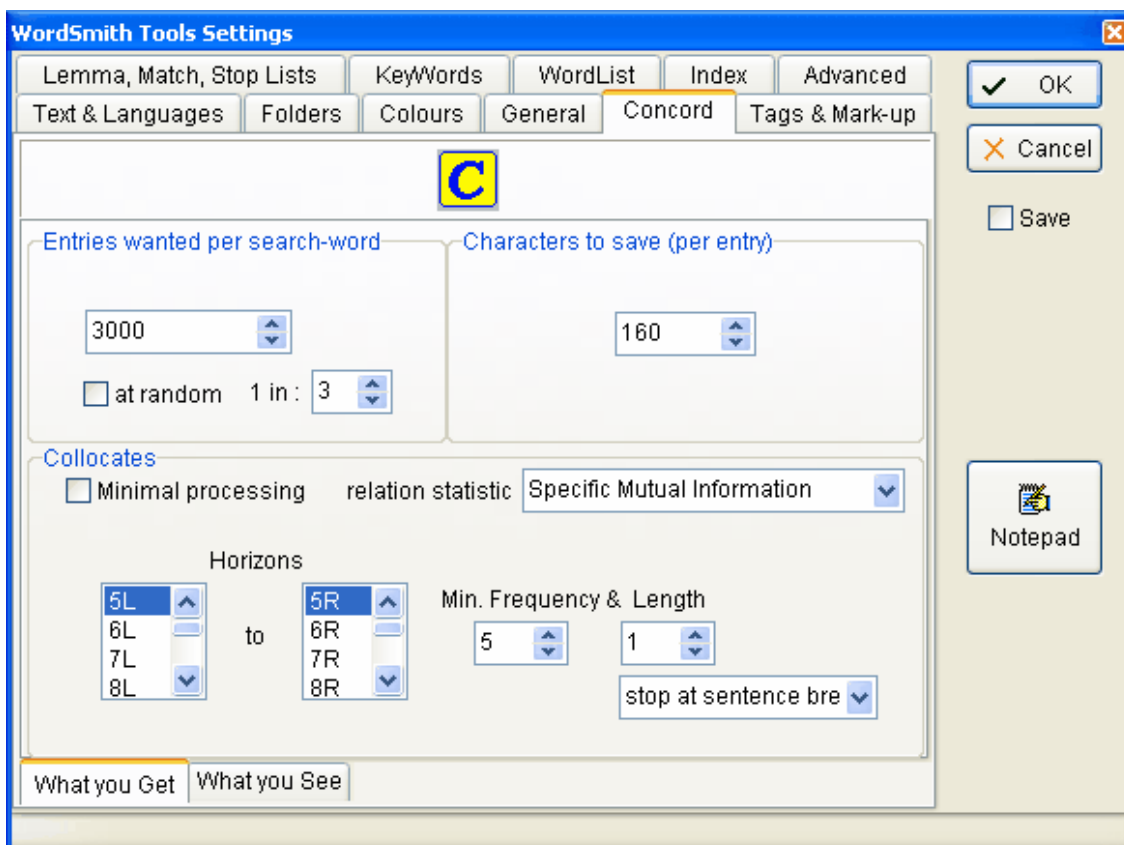 WordSmith Tools Settings
Lemma, Match, Stop Lists KeyWords WordList Index Advanced
Text & Languages Folders Colours General Concord Tags & Mark-up
OK
Cancel
Save
C
Entries wanted per search-word
3000
at random 1 in : 3
Characters to save (per entry)
160
Collocates
Minimal processing relation statistic Specific Mutual Information
Horizons
5L
6L
7L
8L
to
5R
6R
7R
8R
Min. Frequency & Length
5 1
stop at sentence bre
Notepad
What you Get What you See